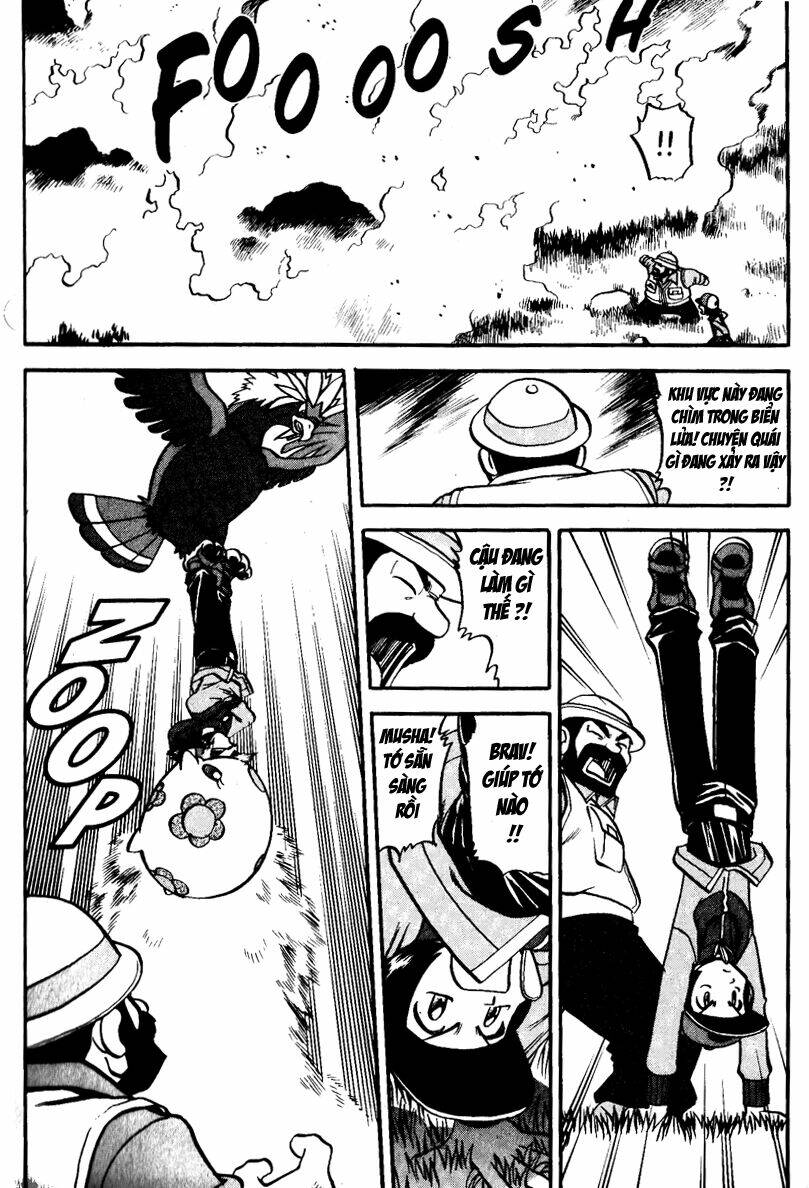 FOOOOSH
!!
KHU VỰC NÀY ĐANG
CHÌM TRONG BIỂN
LỬA! CHUYỆN QUÁI
GÌ ĐANG XẢY RA VẬY
?!
CẬU ĐANG
LÀM GÌ
THẾ ?!
BRAV!
GIÚP TỚ
NÀO
!!
MUSHA!
TỚ SẴN
SÀNG
RỒI
ZOOP